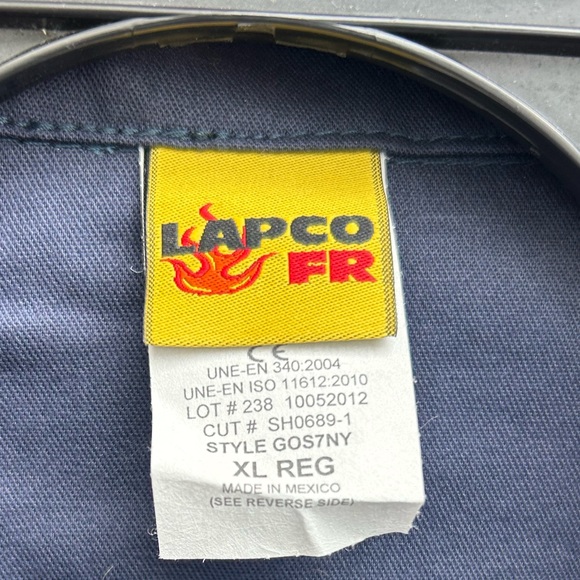 LAPCO
FR
CE
UNE-EN 340:2004
UNE-EN ISO 11612:2010
LOT # 238 10052012
CUT # SH0689-1
STYLE GOS7NY
XL REG
MADE IN MEXICO
(SEE REVERSE SIDE)